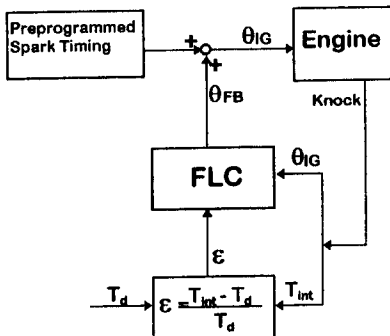 Preprogrammed
Spark Timing
+
+
θIG
Engine
θFB
Knock
FLC
θIG
ε
Td
ε = Tint - Td / Td
Tint